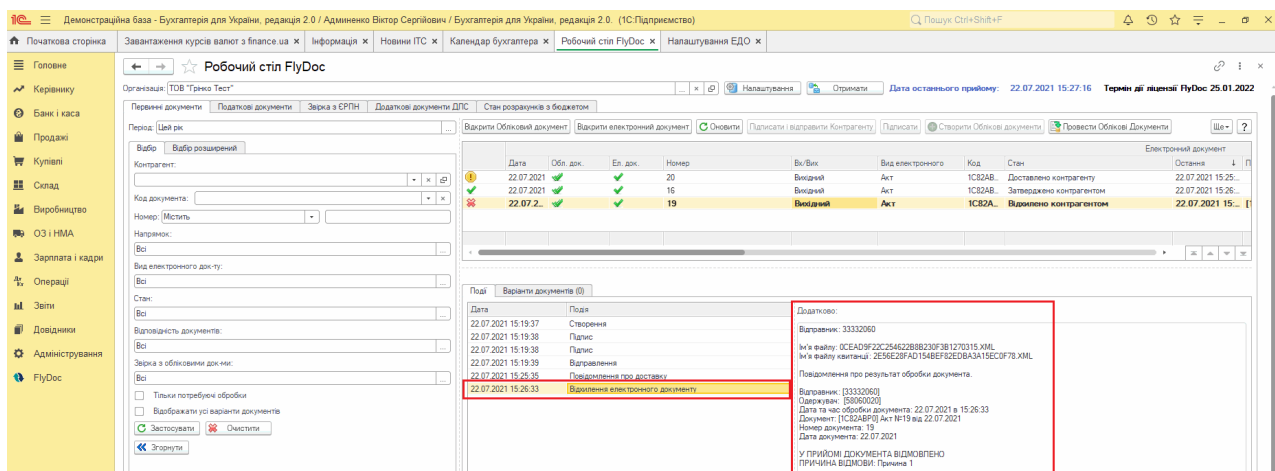 Демонстраційна база - Бухгалтерія для України, редакція 2.0 / Админенко Віктор Сергійович / Бухгалтерія для України, редакція 2.0. (1С:Підприємство)
Пошук Ctrl+Shift+F
Початкова сторінка
Завантаження курсів валют з finance.ua ×
Інформація ×
Новини ІТС ×
Календар бухгалтера ×
Робочий стіл FlyDoc ×
Налаштування ЕДО ×
Головне
Керівнику
Банк і каса
Продажі
Купівлі
Склад
Виробництво
ОЗ і НМА
Зарплата і кадри
Операції
Звіти
Довідники
Адміністрування
FlyDoc
Робочий стіл FlyDoc
Організація: ТОВ "Грінко Тест"
Налаштування
Отримати
Дата останнього прийому: 22.07.2021 15:27:16
Термін дії ліцензії FlyDoc 25.01.2022
Первинні документи
Податкові документи
Звірка з ЄРПН
Додаткові документи ДПС
Стан розрахунків з бюджетом
Період: Цей рік
Відкрити Обліковий документ
Відкрити електронний документ
Оновити
Підписати і відправити Контрагенту
Підписати
Створити Облікові документи
Провести Облікові Документи
Ще
?
Відбір
Відбір розширений
Контрагент:
Код документа:
Номер: Містить
Напрямок:
Всі
Вид електронного док-ту:
Всі
Стан:
Всі
Відповідність документів:
Всі
Звірка з обліковими док-ми:
Всі
Тільки потребуючі обробки
Відображати усі варіанти документів
Застосувати
Очистити
Згорнути
Електронний документ
Дата Обл. док. Ел. док. Номер Вх/Вих Вид електронного Код Стан Остання ↓ П
22.07.2021 20 Вихідний Акт 1C82AB.. Доставлено контрагенту 22.07.2021 15:25:...
22.07.2021 16 Вихідний Акт 1C82AB.. Затверджено контрагентом 22.07.2021 15:26:...
22.07.2... 19 Вихідний Акт 1C82A.. Відхилено контрагентом 22.07.2021 15:... [1
Події
Варіанти документів (0)
Дата Подія
22.07.2021 15:19:37 Створення
22.07.2021 15:19:38 Підпис
22.07.2021 15:19:38 Підпис
22.07.2021 15:19:39 Відправлення
22.07.2021 15:25:35 Повідомлення про доставку
22.07.2021 15:26:33 Відхилення електронного документу
Додатково:
Відправник: 33332060
Ім'я файлу: 0CEAD9F22C254622B8B230F3B1270315.XML
Ім'я файлу квитанції: 2E56E28FAD154BEF82EDBA3A15EC0F78.XML
Повідомлення про результат обробки документа.
Відправник: [33332060]
Одержувач: [58060020]
Дата та час обробки документа: 22.07.2021 в 15:26:33
Документ: [1C82ABP0] Акт №19 від 22.07.2021
Номер документа: 19
Дата документа: 22.07.2021
У ПРИЙОМІ ДОКУМЕНТА ВІДМОВЛЕНО
ПРИЧИНА ВІДМОВИ: Причина 1